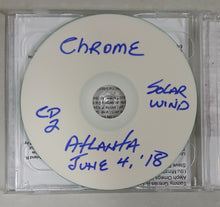 CHROME
SOLAR
WIND
CD
2
ATLANTA
JUNE 4, '18